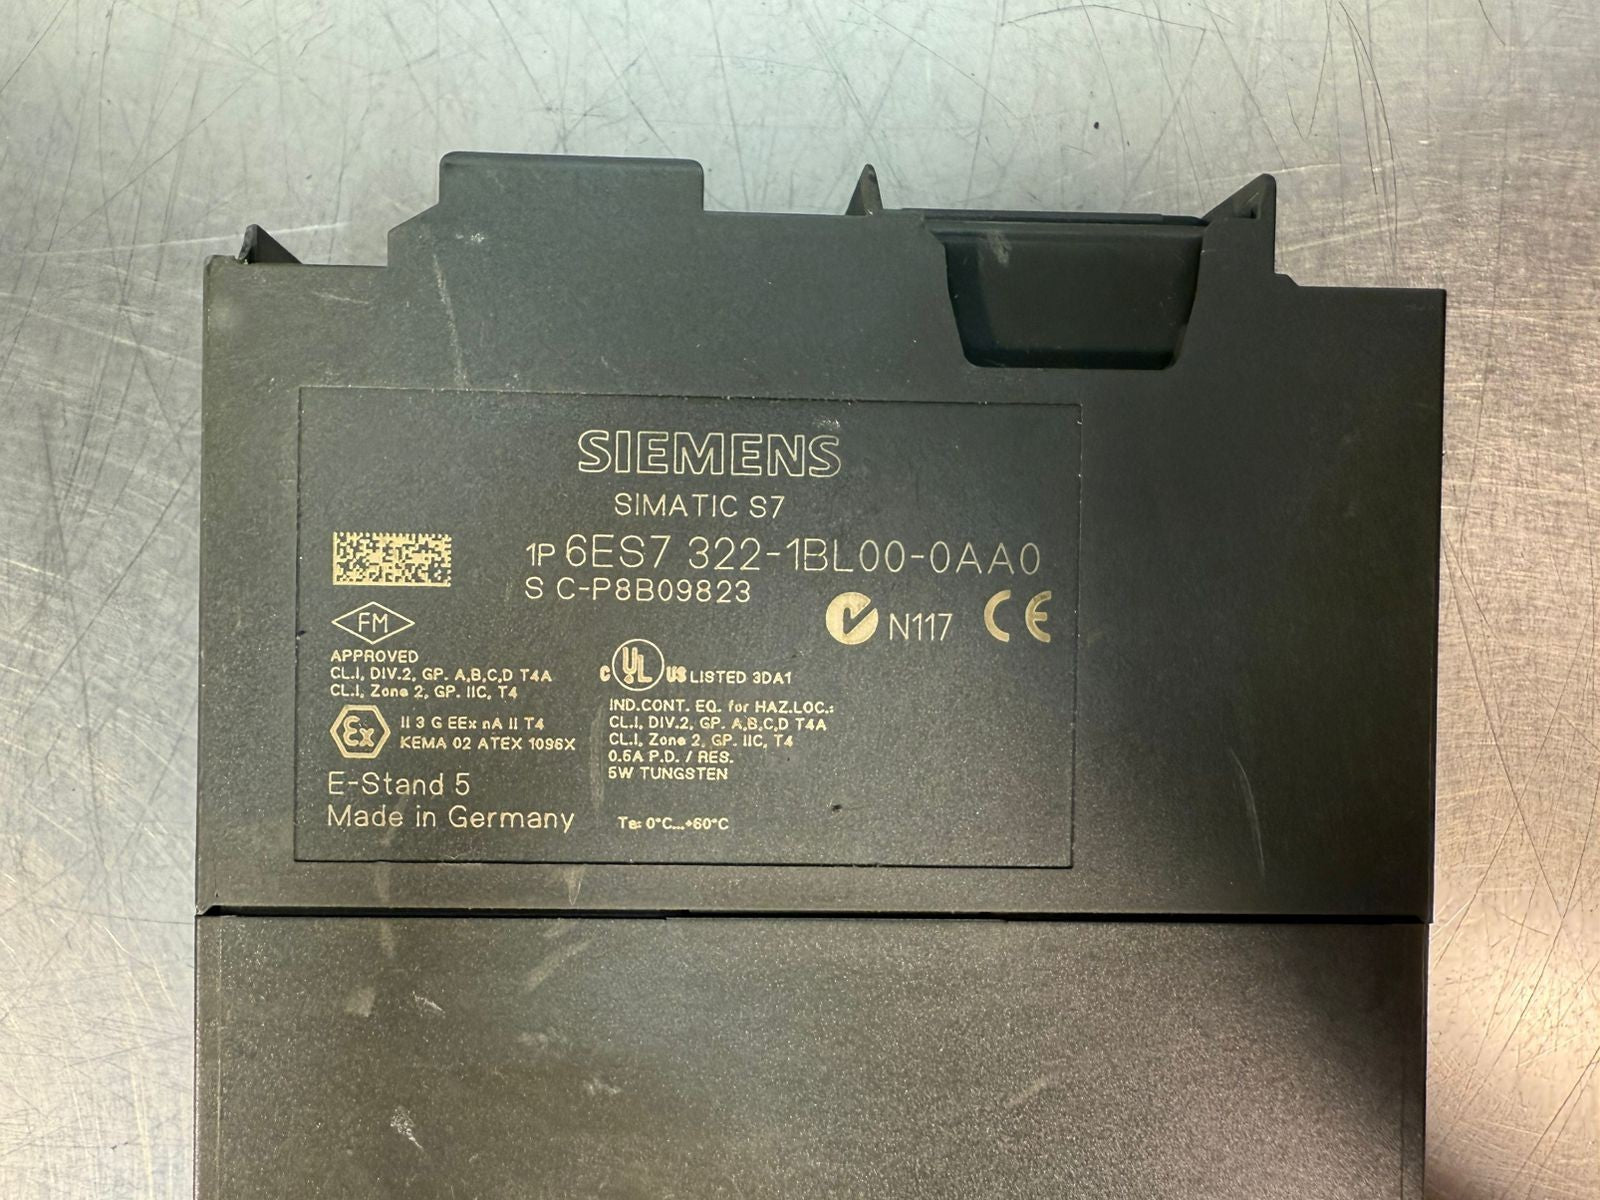 SIEMENS
SIMATIC S7
1P 6ES7 322-1BL00-0AA0
S C-P8B09823
N117 CE
FM
APPROVED
CL.I, DIV.2, GP. A,B,C,D T4A
CL.I, Zone 2, GP. IIC, T4
Ex II 3 G EEx nA II T4
KEMA 02 ATEX 1096X
E-Stand 5
Made in Germany
c UL US LISTED 3DA1
IND.CONT. EQ. for HAZ.LOC.:
CL.I, DIV.2, GP. A,B,C,D T4A
CL.I, Zone 2, GP. IIC, T4
0.5A P.D. / RES.
5W TUNGSTEN
Ta: 0°C...+60°C